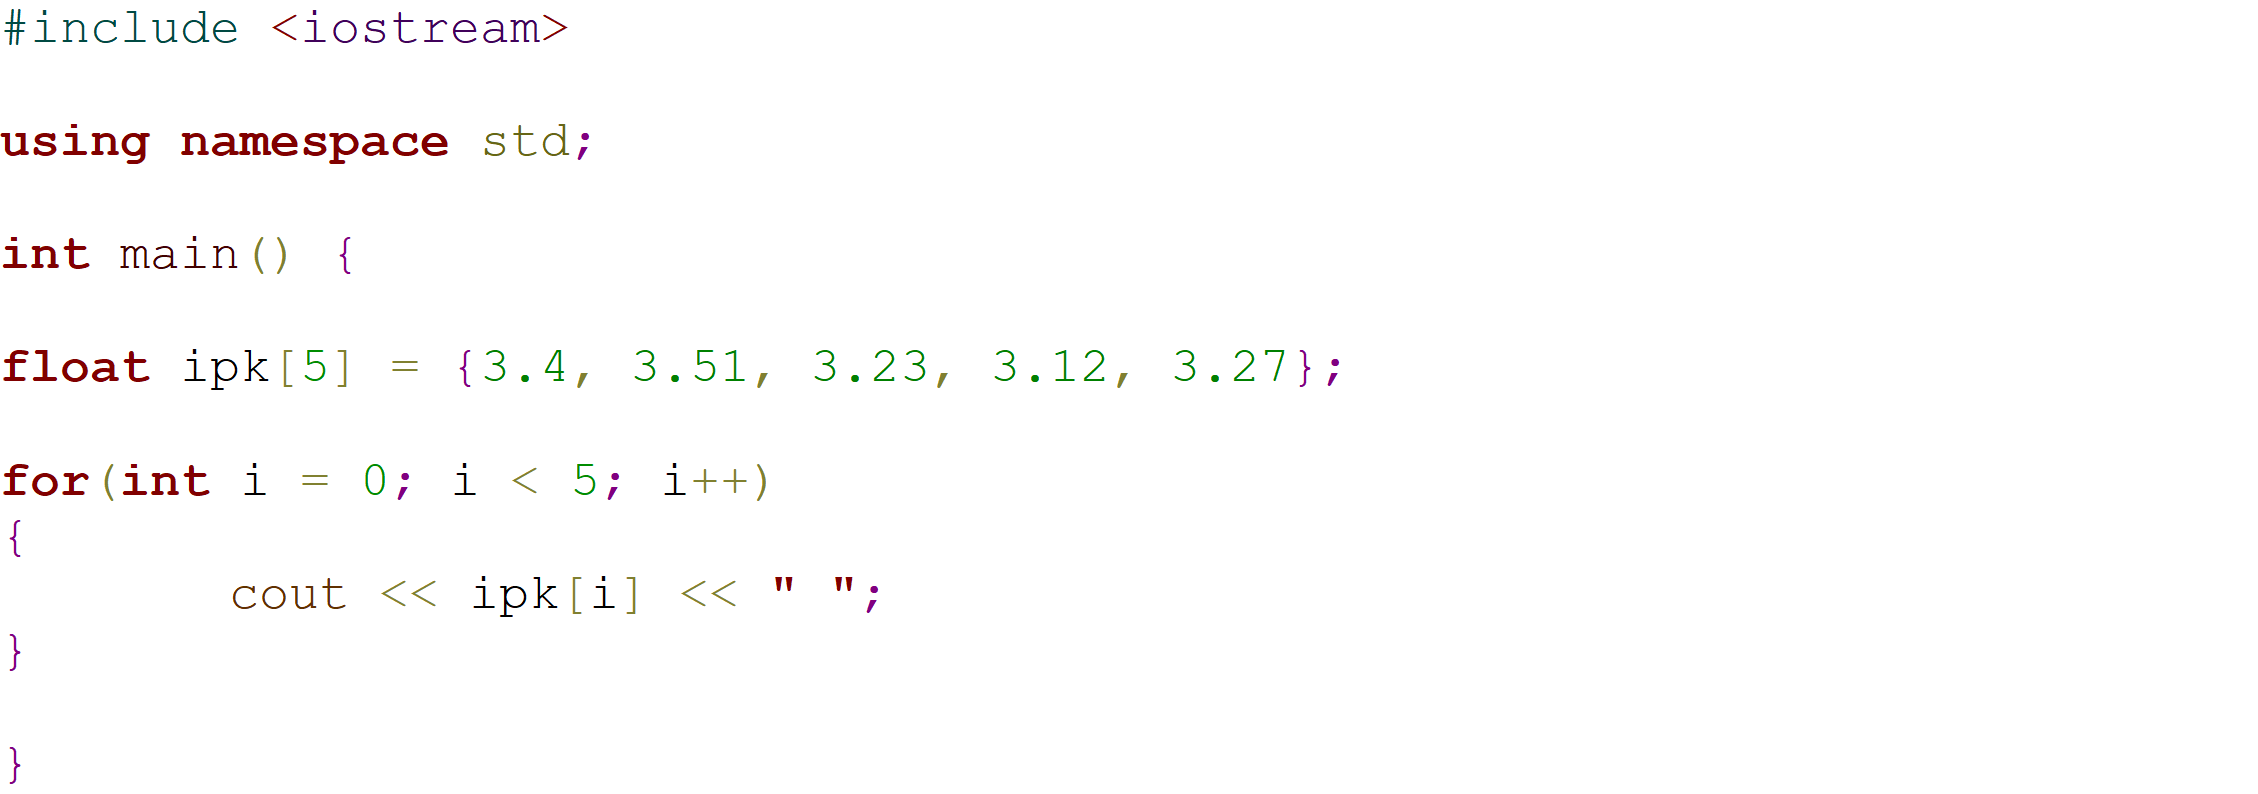 #include <iostream>
using namespace std;
int main() {
float ipk[5] = {3.4, 3.51, 3.23, 3.12, 3.27};
for(int i = 0; i < 5; i++)
{
cout << ipk[i] << " ";
}
}